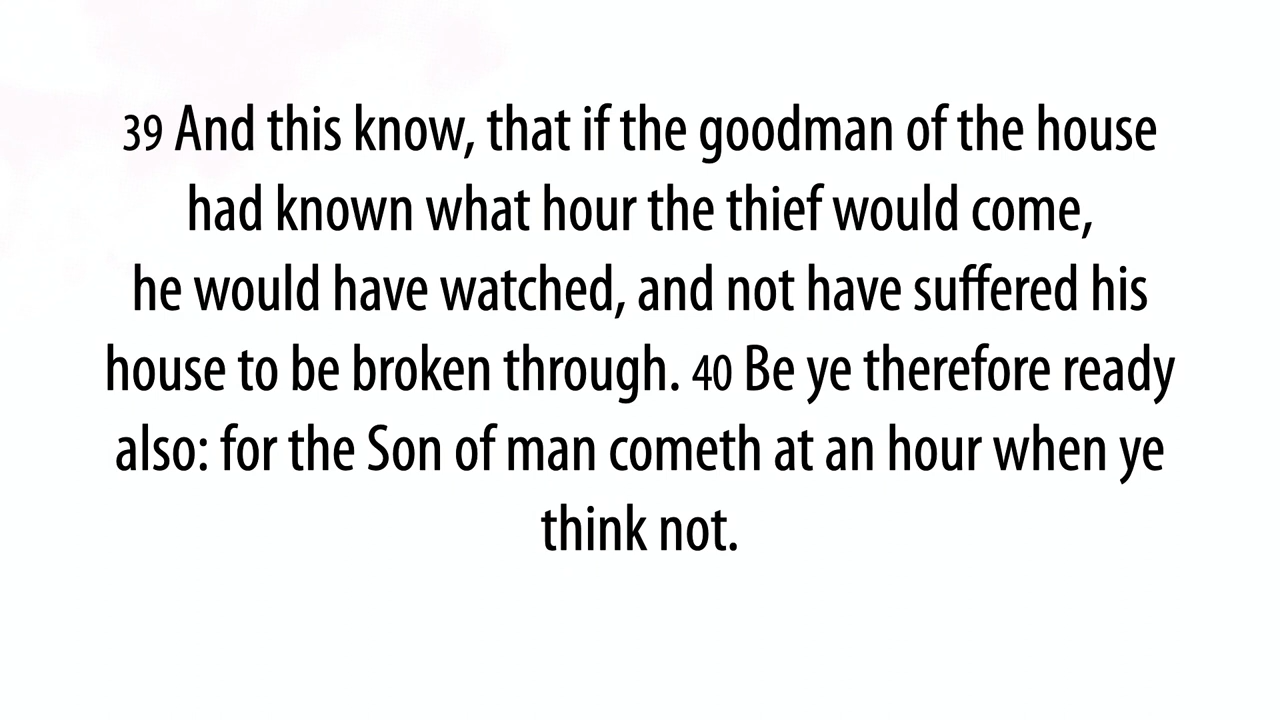 39 And this know, that if the goodman of the house
had known what hour the thief would come,
he would have watched, and not have suffered his
house to be broken through. 40 Be ye therefore ready
also: for the Son of man cometh at an hour when ye
think not.